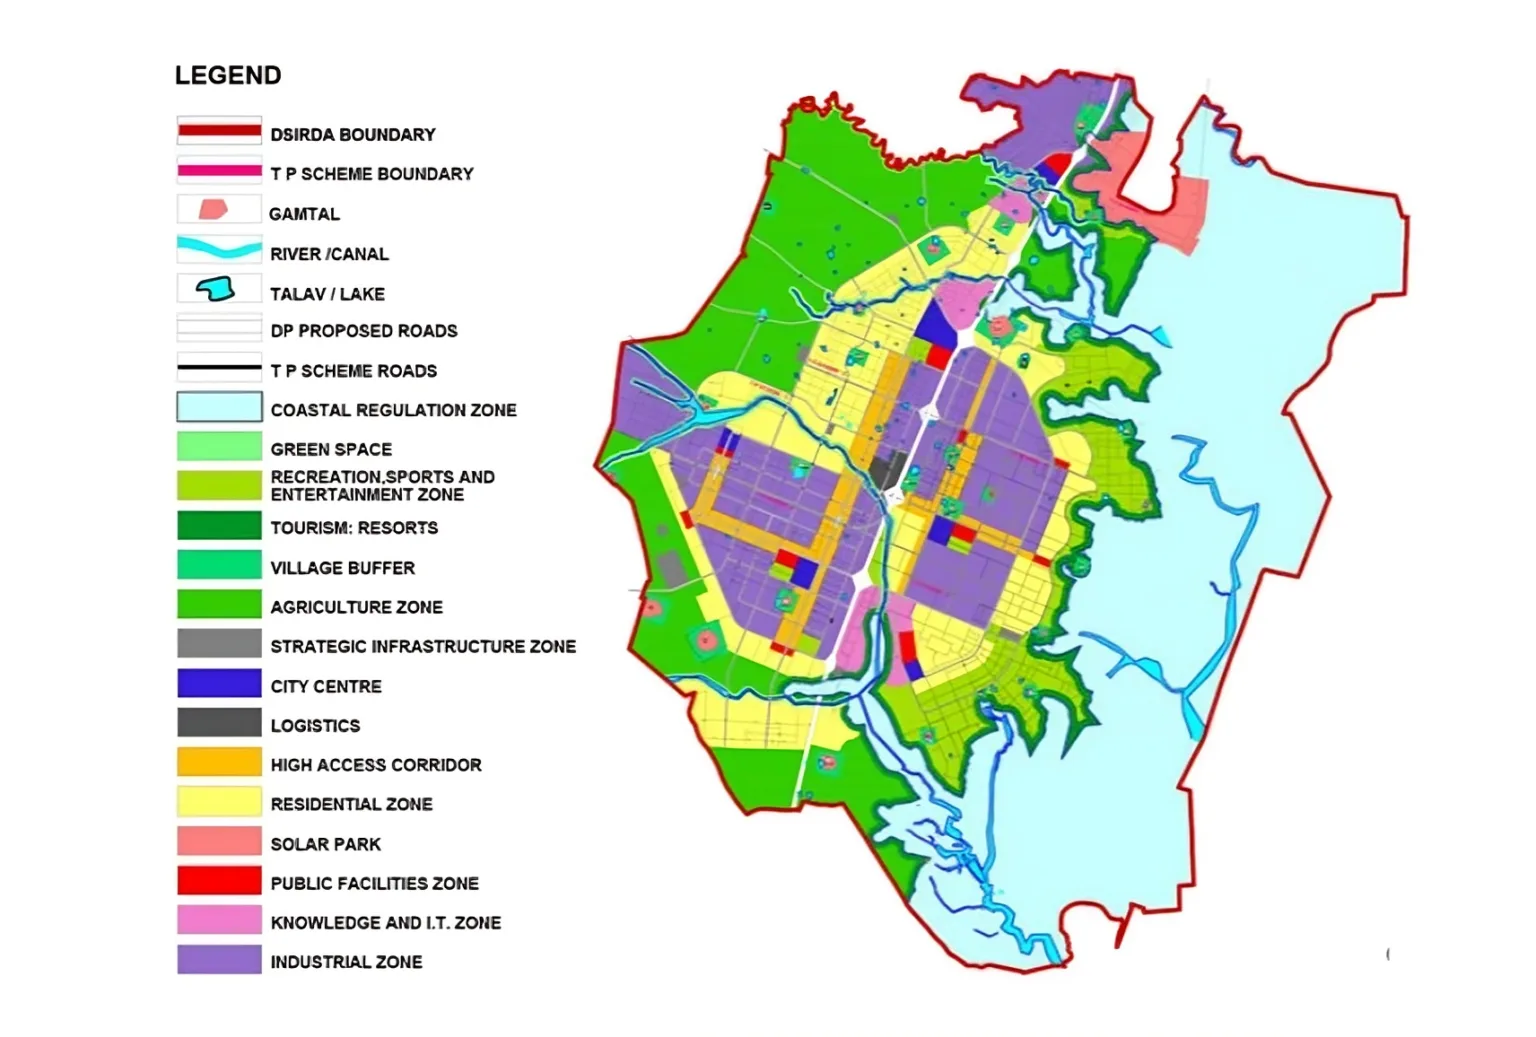 LEGEND
DSIRDA BOUNDARY
T P SCHEME BOUNDARY
GAMTAL
RIVER /CANAL
TALAV / LAKE
DP PROPOSED ROADS
T P SCHEME ROADS
COASTAL REGULATION ZONE
GREEN SPACE
RECREATION,SPORTS AND
ENTERTAINMENT ZONE
TOURISM: RESORTS
VILLAGE BUFFER
AGRICULTURE ZONE
STRATEGIC INFRASTRUCTURE ZONE
CITY CENTRE
LOGISTICS
HIGH ACCESS CORRIDOR
RESIDENTIAL ZONE
SOLAR PARK
PUBLIC FACILITIES ZONE
KNOWLEDGE AND I.T. ZONE
INDUSTRIAL ZONE